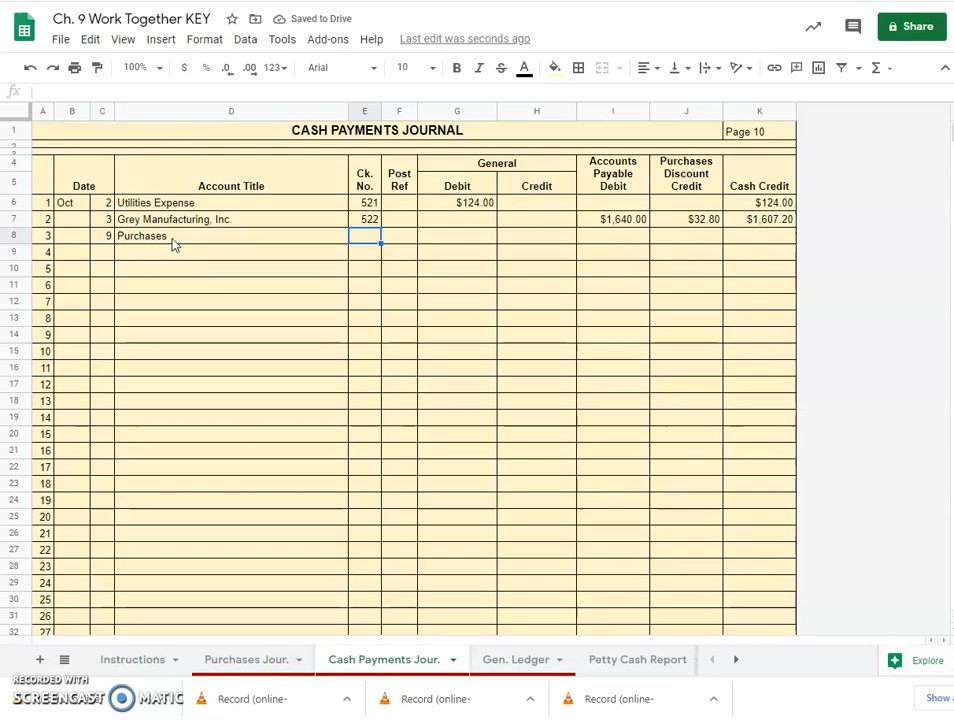 Ch. 9 Work Together KEY
Saved to Drive
Share
File Edit View Insert Format Data Tools Add-ons Help Last edit was seconds ago
100% $ % .0 .00 123 Arial 10 B I S A Σ
fx
A B C D E F G H I J K
1 CASH PAYMENTS JOURNAL Page 10
2
3
4 Ck. No. Post Ref General Accounts Payable Debit Purchases Discount Credit
5 Date Account Title Debit Credit Cash Credit
6 1 Oct 2 Utilities Expense 521 $124.00 $124.00
7 2 3 Grey Manufacturing, Inc. 522 $1,640.00 $32.80 $1,607.20
8 3 9 Purchases
9 4
10 5
11 6
12 7
13 8
14 9
15 10
16 11
17 12
18 13
19 14
20 15
21 16
22 17
23 18
24 19
25 20
26 21
27 22
28 23
29 24
30 25
31 26
32 27
+ Instructions Purchases Jour. Cash Payments Jour. Gen. Ledger Petty Cash Report Explore
RECORDED WITH
SCREENCAST MATIC
Record (online- Record (online- Record (online- Show a